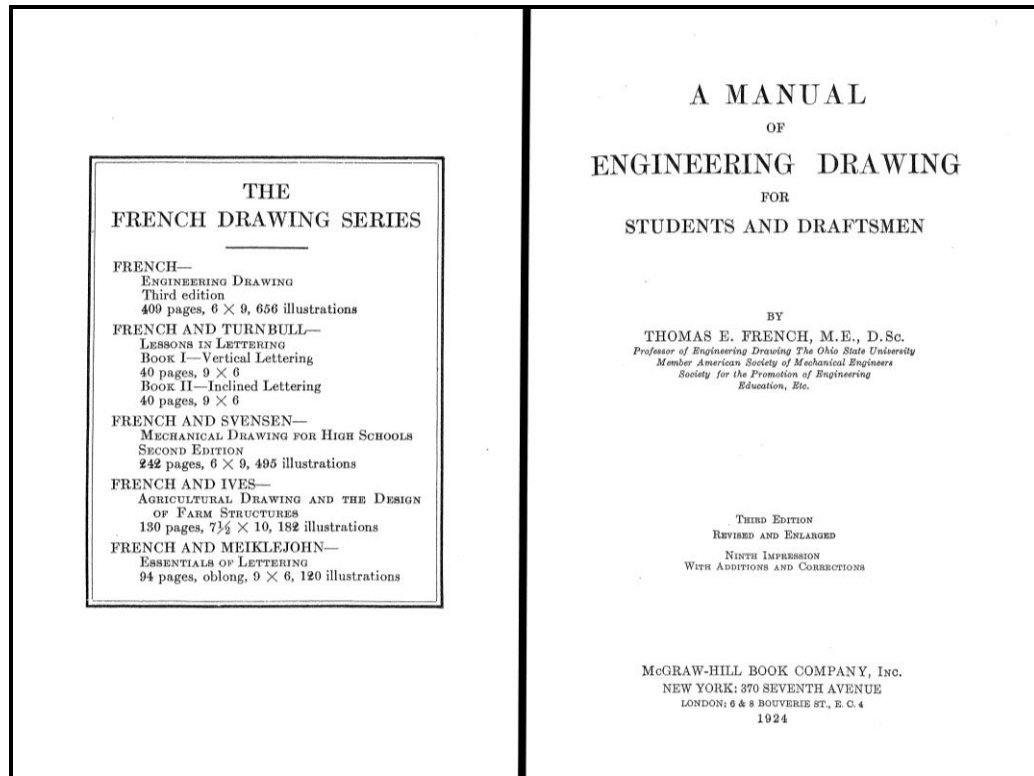 THE
FRENCH DRAWING SERIES
FRENCH—
ENGINEERING DRAWING
Third edition
409 pages, 6 × 9, 656 illustrations
FRENCH AND TURNBULL—
LESSONS IN LETTERING
BOOK I—Vertical Lettering
40 pages, 9 × 6
BOOK II—Inclined Lettering
40 pages, 9 × 6
FRENCH AND SVENSEN—
MECHANICAL DRAWING FOR HIGH SCHOOLS
SECOND EDITION
242 pages, 6 × 9, 495 illustrations
FRENCH AND IVES—
AGRICULTURAL DRAWING AND THE DESIGN
OF FARM STRUCTURES
130 pages, 7½ × 10, 182 illustrations
FRENCH AND MEIKLEJOHN—
ESSENTIALS OF LETTERING
94 pages, oblong, 9 × 6, 120 illustrations
A MANUAL
OF
ENGINEERING DRAWING
FOR
STUDENTS AND DRAFTSMEN
BY
THOMAS E. FRENCH, M.E., D.Sc.
Professor of Engineering Drawing The Ohio State University
Member American Society of Mechanical Engineers
Society for the Promotion of Engineering
Education, Etc.
THIRD EDITION
REVISED AND ENLARGED
NINTH IMPRESSION
WITH ADDITIONS AND CORRECTIONS
McGRAW-HILL BOOK COMPANY, INC.
NEW YORK: 370 SEVENTH AVENUE
LONDON: 6 & 8 BOUVERIE ST., E. C. 4
1924